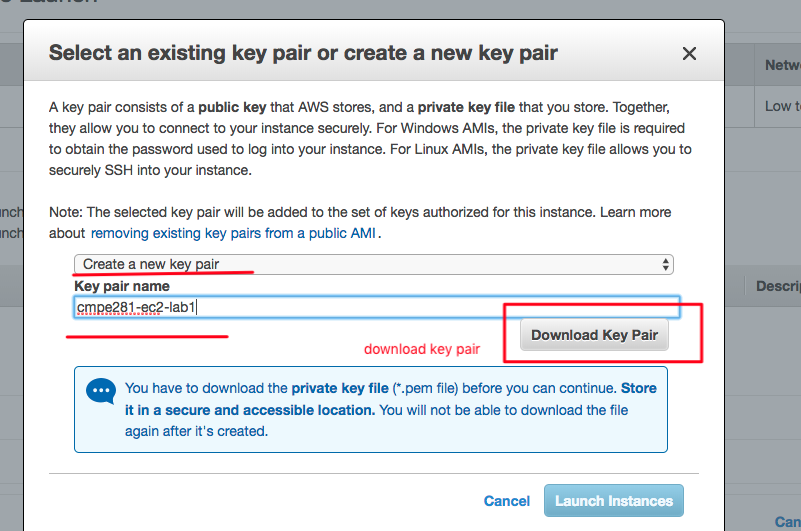 Select an existing key pair or create a new key pair
A key pair consists of a public key that AWS stores, and a private key file that you store. Together,
they allow you to connect to your instance securely. For Windows AMIs, the private key file is required
to obtain the password used to log into your instance. For Linux AMIs, the private key file allows you to
securely SSH into your instance.
Note: The selected key pair will be added to the set of keys authorized for this instance. Learn more
about removing existing key pairs from a public AMI.
Create a new key pair
Key pair name
cmpe281-ec2-lab1
Download Key Pair
download key pair
You have to download the private key file (*.pem file) before you can continue. Store
it in a secure and accessible location. You will not be able to download the file
again after it's created.
Cancel
Launch Instances
Low to